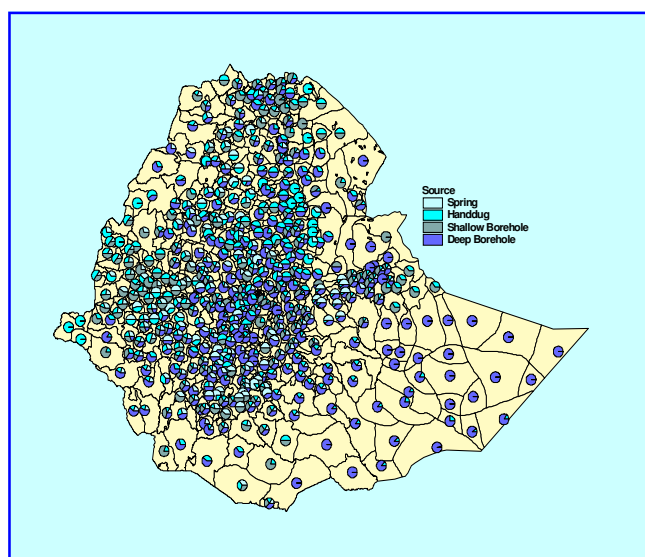 Source
Spring
Handdug
Shallow Borehole
Deep Borehole